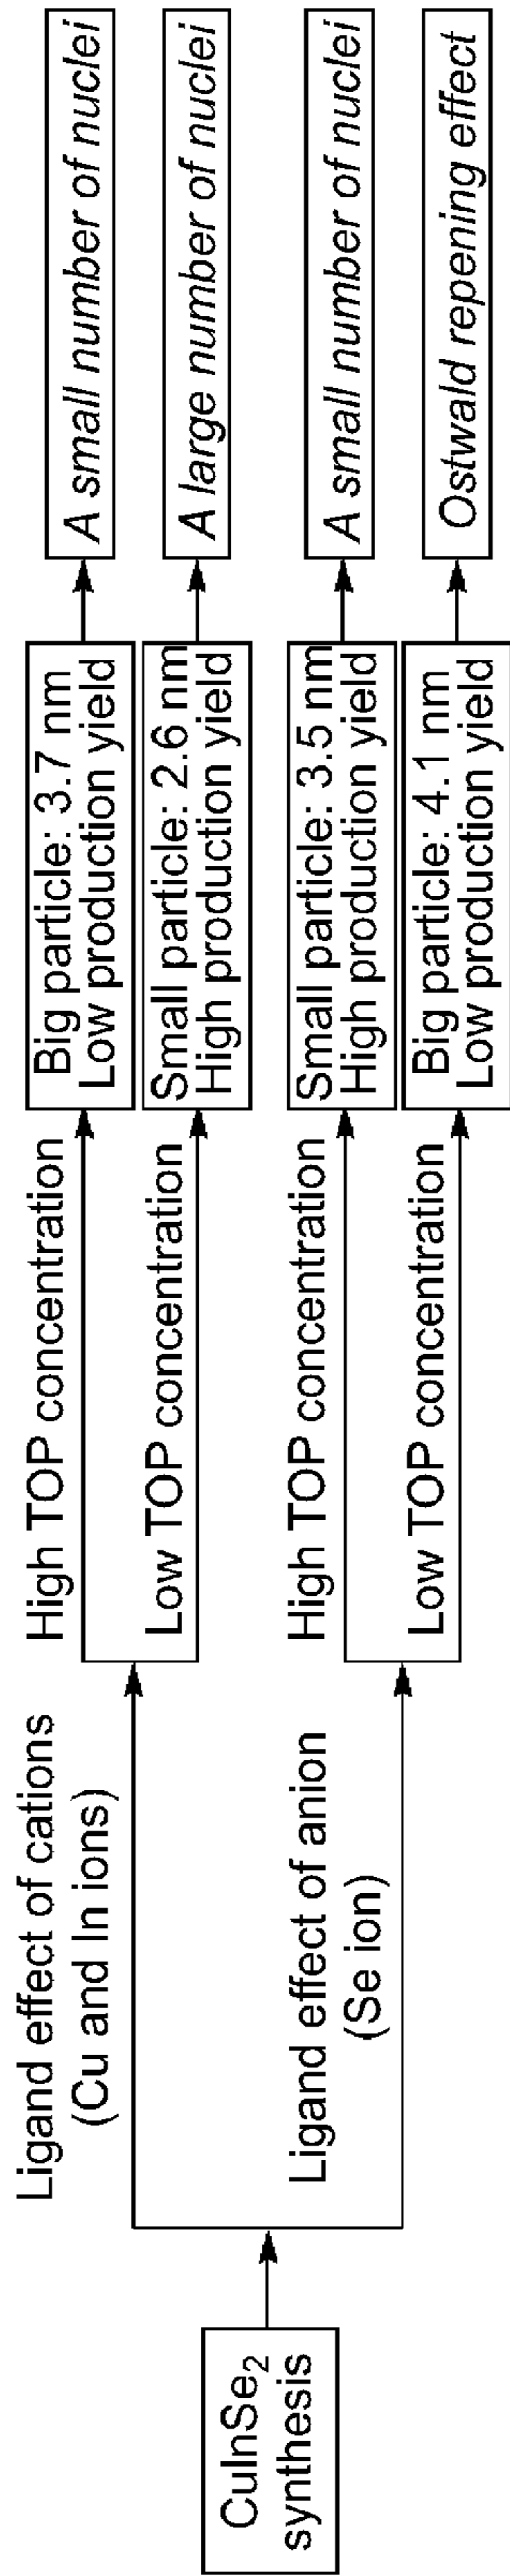 CuInSe2
synthesis
Ligand effect of cations
(Cu and In ions)
High TOP concentration
Big particle: 3.7 nm
Low production yield
A small number of nuclei
Low TOP concentration
Small particle: 2.6 nm
High production yield
A large number of nuclei
Ligand effect of anion
(Se ion)
High TOP concentration
Small particle: 3.5 nm
High production yield
A small number of nuclei
Low TOP concentration
Big particle: 4.1 nm
Low production yield
Ostwald repening effect